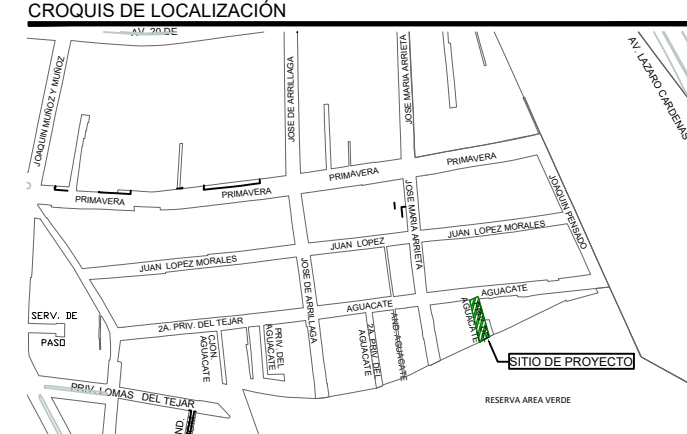 CROQUIS DE LOCALIZACIÓN
AV. 20 DE
JOAQUIN MUÑOZ Y MUÑOZ
JOSE DE ARRILLAGA
JOSE MARIA ARRIETA
AV. LAZARO CARDENAS
PRIMAVERA
PRIMAVERA
PRIMAVERA
PRIMAVERA
JOAQUIN PENSADO
JOSE MARIA ARRIETA
JUAN LOPEZ MORALES
JUAN LOPEZ
JUAN LOPEZ MORALES
JOSE DE ARRILLAGA
AGUACATE
AGUACATE
SERV. DE
PASO
2A. PRIV. DEL TEJAR
CJON.
AGUACATE
PRIV. DEL
AGUACATE
2A. PRIV. DEL
AGUACATE
AND. AGUACATE
AGUACATE
SITIO DE PROYECTO
PRIV. LOMAS DEL TEJAR
RESERVA AREA VERDE
AND.